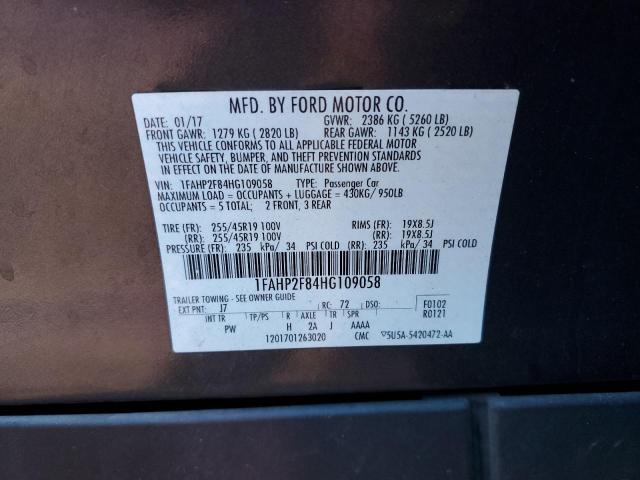 MFD. BY FORD MOTOR CO.
DATE: 01/17 GVWR: 2386 KG ( 5260 LB)
FRONT GAWR: 1279 KG ( 2820 LB) REAR GAWR: 1143 KG ( 2520 LB)
THIS VEHICLE CONFORMS TO ALL APPLICABLE FEDERAL MOTOR
VEHICLE SAFETY, BUMPER, AND THEFT PREVENTION STANDARDS
IN EFFECT ON THE DATE OF MANUFACTURE SHOWN ABOVE.
VIN: 1FAHP2F84HG109058 TYPE: Passenger Car
MAXIMUM LOAD = OCCUPANTS + LUGGAGE = 430KG/ 950LB
OCCUPANTS = 5 TOTAL; 2 FRONT, 3 REAR
TIRE (FR): 255/45R19 100V RIMS (FR): 19X8.5J
(RR): 255/45R19 100V (RR): 19X8.5J
PRESSURE (FR): 235 kPa/ 34 PSI COLD (RR): 235 kPa/ 34 PSI COLD
1FAHP2F84HG109058
TRAILER TOWING - SEE OWNER GUIDE
EXT PNT: J7 RC: 72 DSO: F0102
R0121
INT TR TP/PS R AXLE TR SPR
PW H 2A J AAAA
1201701263020 CMC 5U5A-5420472-AA